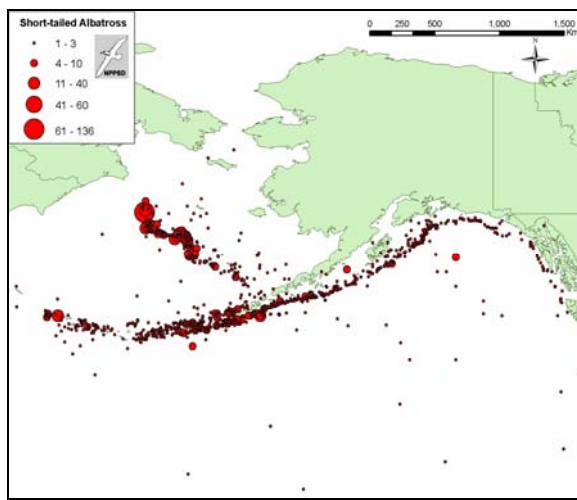 Short-tailed Albatross
1 - 3
4 - 10
11 - 40
41 - 60
61 - 136
NPPSD
0 250 500 1,000 1,500
Km
N